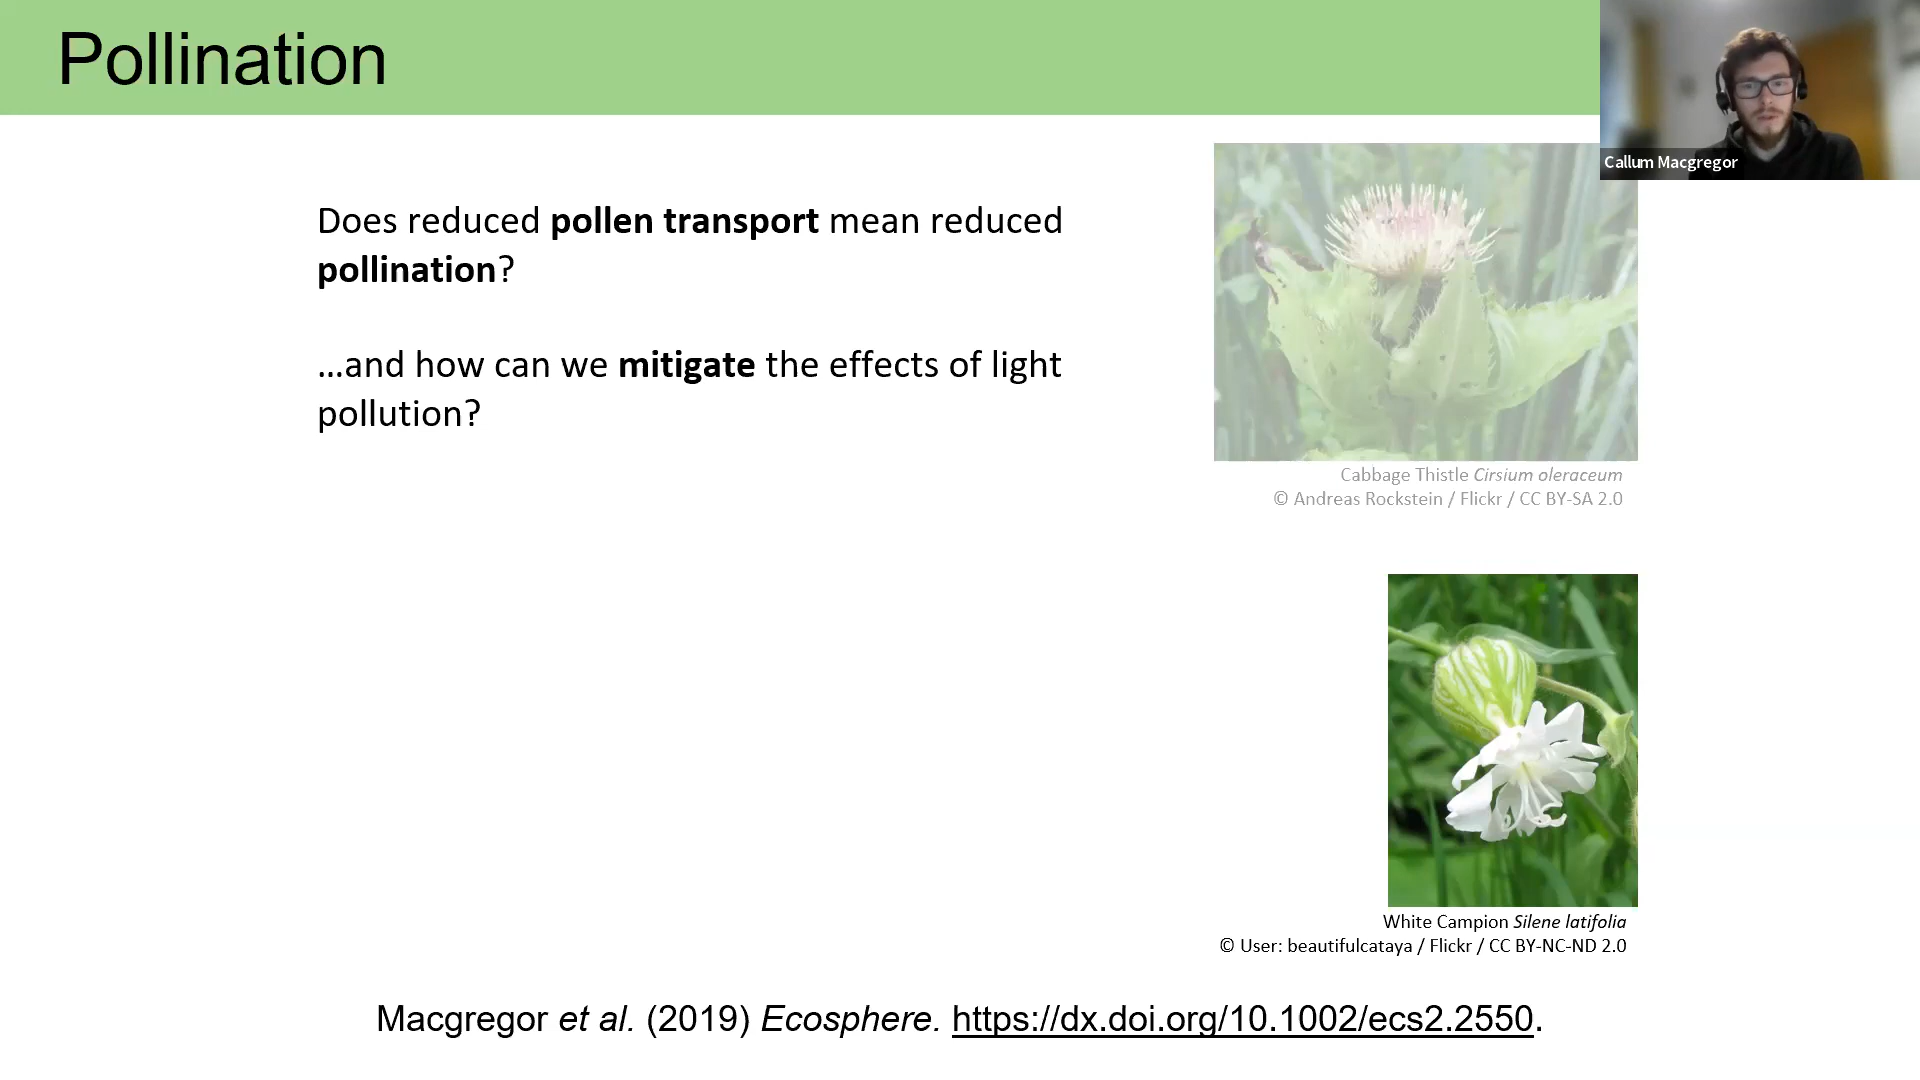 Pollination
Callum Macgregor
Does reduced pollen transport mean reduced
pollination?
...and how can we mitigate the effects of light
pollution?
Cabbage Thistle Cirsium oleraceum
© Andreas Rockstein / Flickr / CC BY-SA 2.0
White Campion Silene latifolia
© User: beautifulcataya / Flickr / CC BY-NC-ND 2.0
Macgregor et al. (2019) Ecosphere. https://dx.doi.org/10.1002/ecs2.2550.